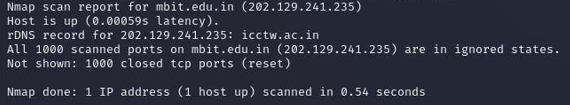 Nmap scan report for mbit.edu.in (202.129.241.235)
Host is up (0.00059s latency).
rDNS record for 202.129.241.235: icctw.ac.in
All 1000 scanned ports on mbit.edu.in (202.129.241.235) are in ignored states.
Not shown: 1000 closed tcp ports (reset)
Nmap done: 1 IP address (1 host up) scanned in 0.54 seconds